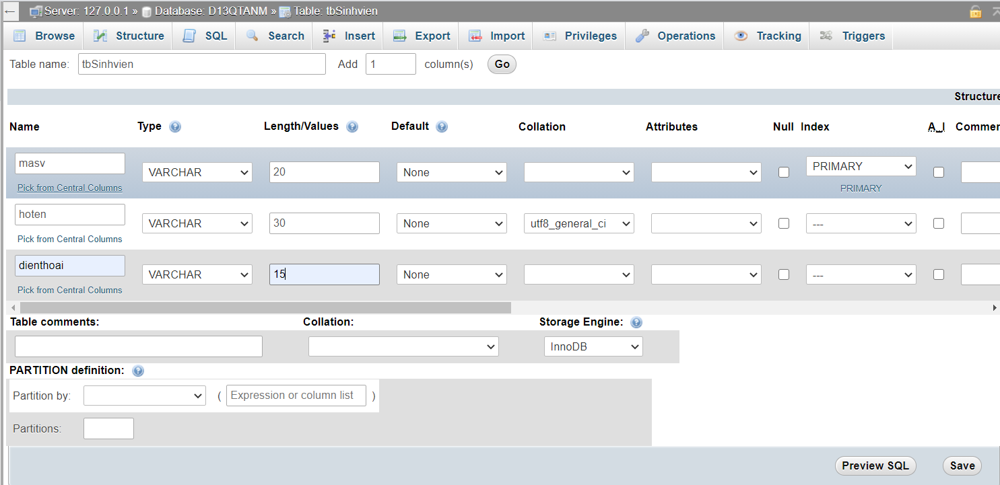 Server: 127.0.0.1 » Database: D13QTANM » Table: tbSinhvien
Browse Structure SQL Search Insert Export Import Privileges Operations Tracking Triggers
Table name: tbSinhvien Add 1 column(s) Go
Structure
Name Type Length/Values Default Collation Attributes Null Index A_I Commen
masv VARCHAR 20 None PRIMARY
Pick from Central Columns PRIMARY
hoten VARCHAR 30 None utf8_general_ci ---
Pick from Central Columns
dienthoai VARCHAR 15 None ---
Pick from Central Columns
Table comments: Collation: Storage Engine:
InnoDB
PARTITION definition:
Partition by: ( Expression or column list )
Partitions:
Preview SQL Save